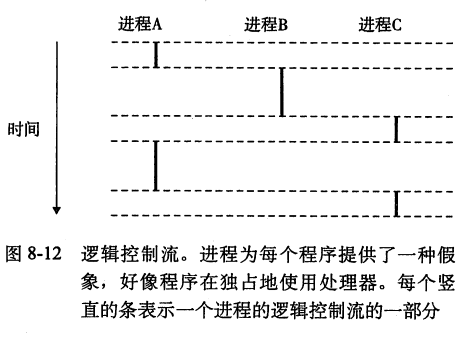 进程A 进程B 进程C
时间
图 8-12 逻辑控制流。进程为每个程序提供了一种假
象，好像程序在独占地使用处理器。每个竖
直的条表示一个进程的逻辑控制流的一部分